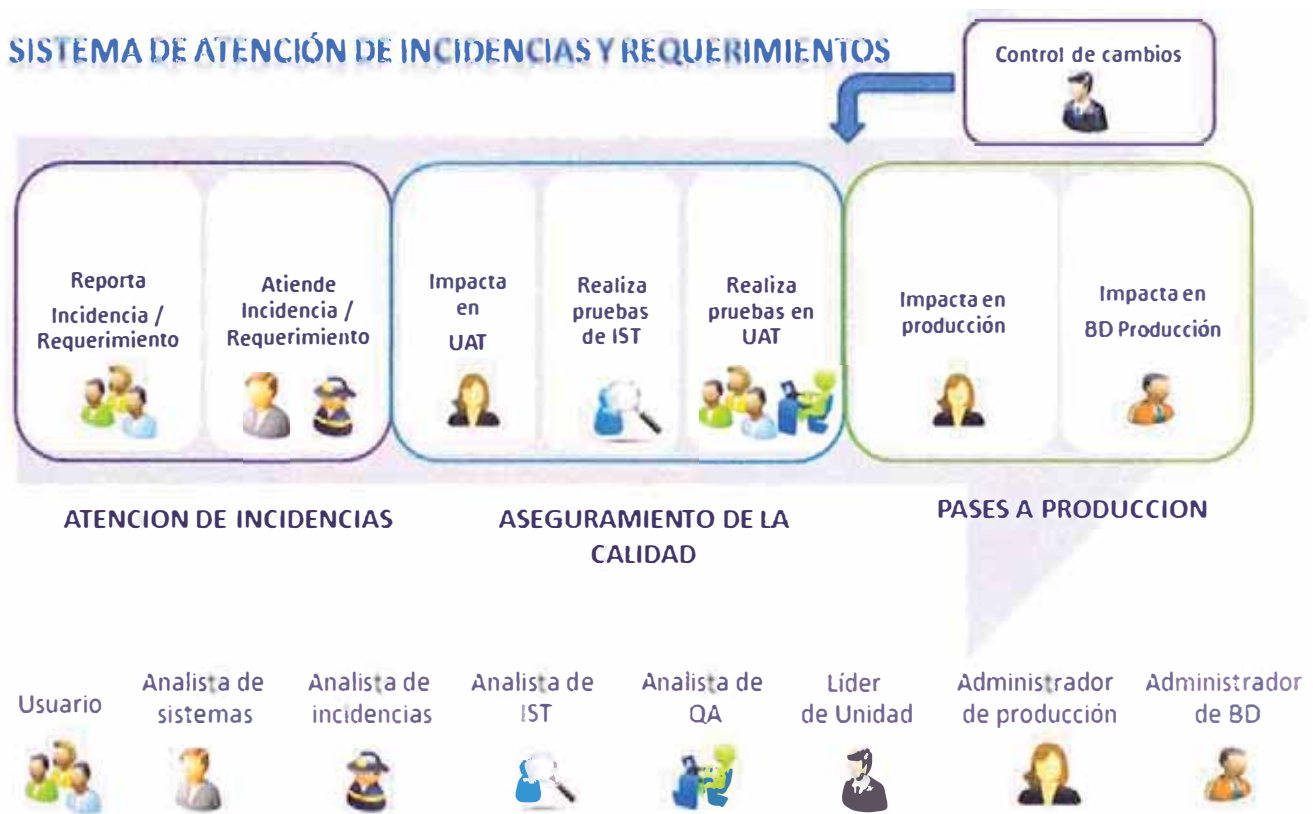 SISTEMA DE ATENCIÓN DE INCIDENCIAS Y REQUERIMIENTOS
Control de cambios
Reporta
Incidencia /
Requerimiento
Atiende
Incidencia /
Requerimiento
Impacta
en
UAT
Realiza
pruebas
de IST
Realiza
pruebas en
UAT
Impacta en
producción
Impacta en
BD Producción
ATENCION DE INCIDENCIAS
ASEGURAMIENTO DE LA
CALIDAD
PASES A PRODUCCION
Usuario
Analista de
sistemas
Analista de
incidencias
Analista de
IST
Analista de
QA
Líder
de Unidad
Administrador
de producción
Administrador
de BD